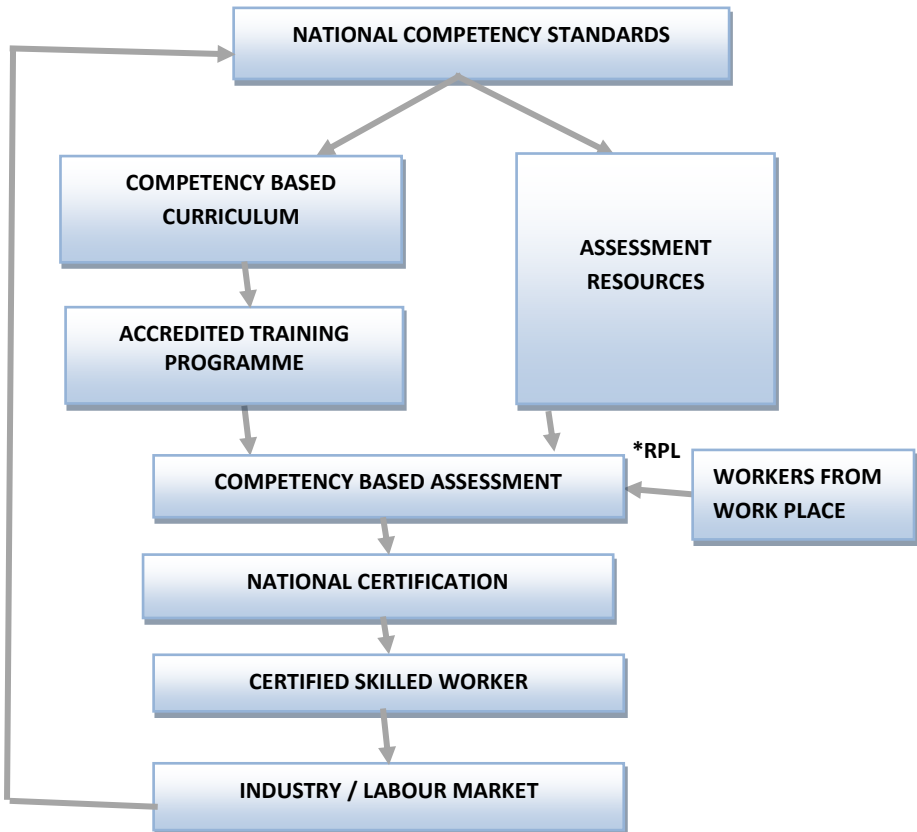 NATIONAL COMPETENCY STANDARDS
COMPETENCY BASED
CURRICULUM
ASSESSMENT
RESOURCES
ACCREDITED TRAINING
PROGRAMME
*RPL
COMPETENCY BASED ASSESSMENT
WORKERS FROM
WORK PLACE
NATIONAL CERTIFICATION
CERTIFIED SKILLED WORKER
INDUSTRY / LABOUR MARKET